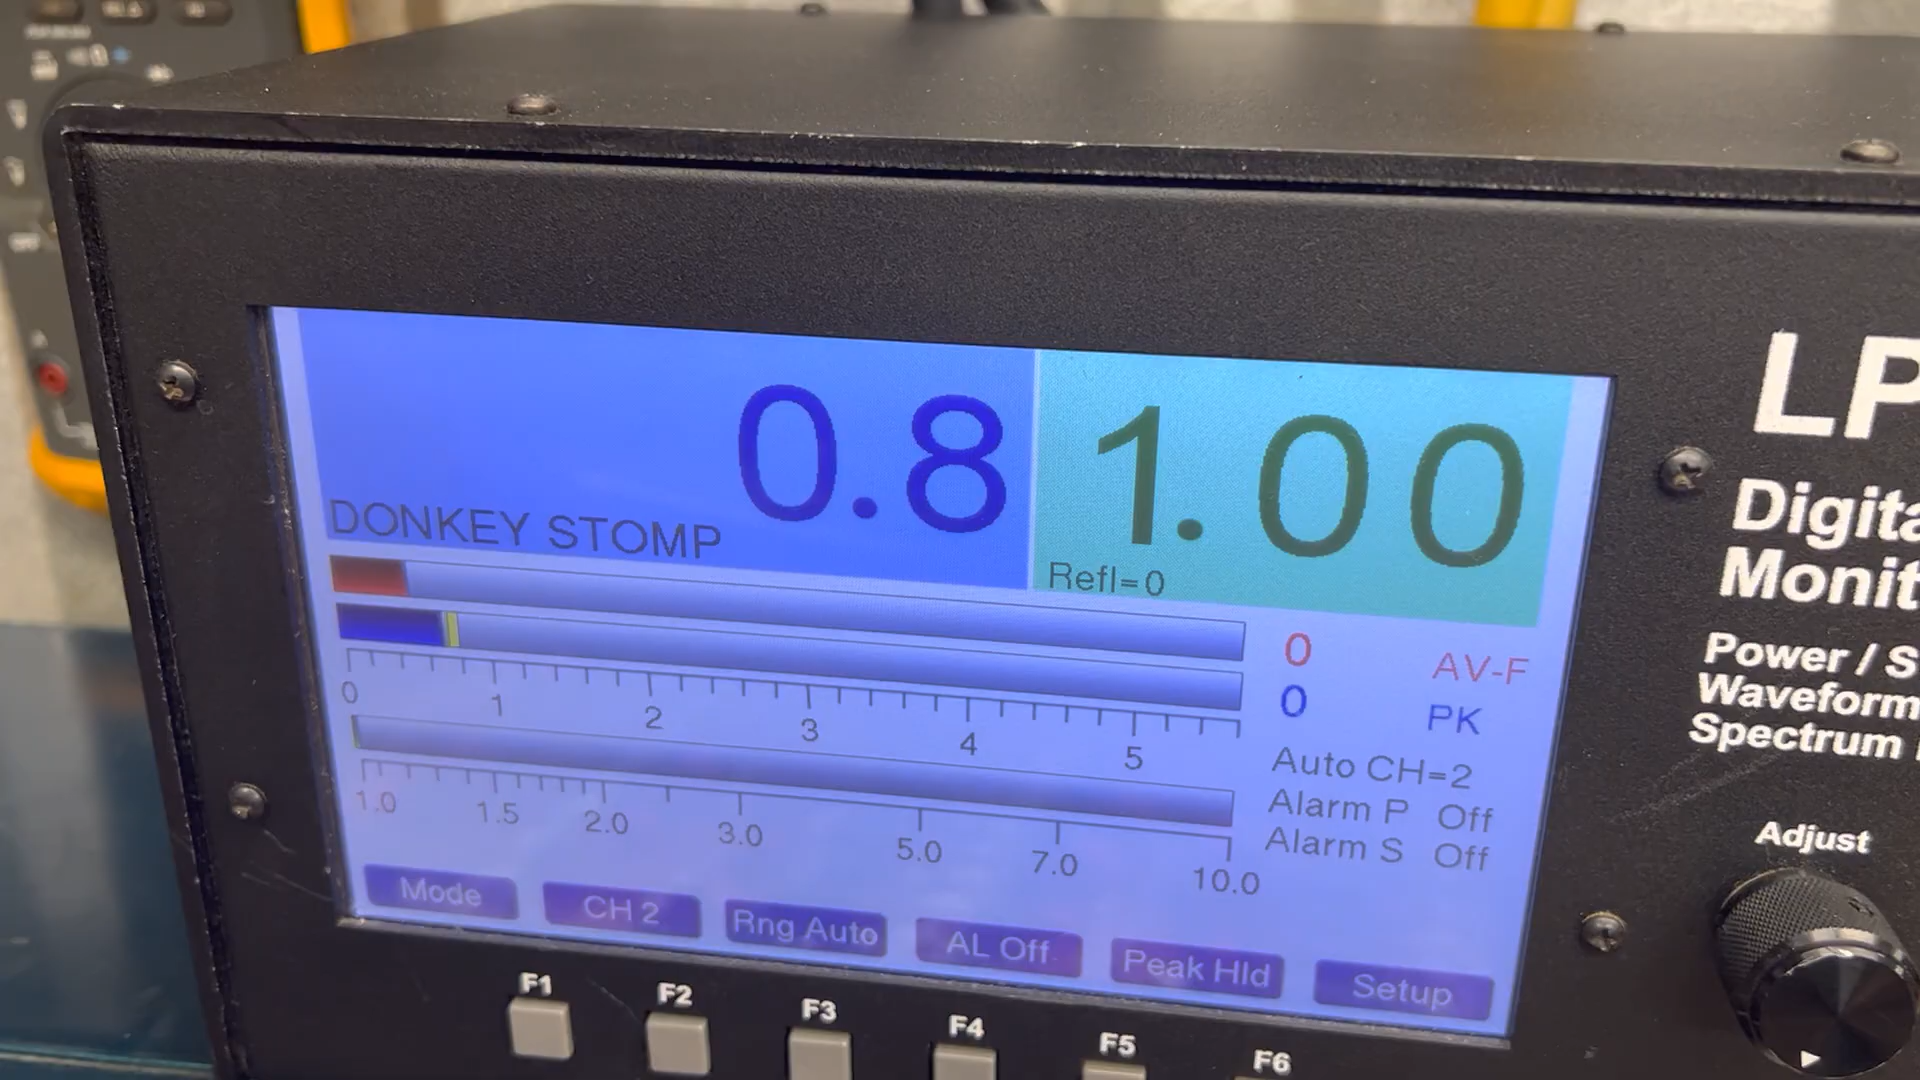 LP
Digita
Monit
Power / S
Waveform
Spectrum
Adjust
0.8
1.00
DONKEY STOMP
Refl=0
0 AV-F
0 PK
0 1 2 3 4 5
Auto CH=2
Alarm P Off
Alarm S Off
1.0 1.5 2.0 3.0 5.0 7.0 10.0
Mode CH 2 Rng Auto AL Off Peak Hld Setup
F1 F2 F3 F4 F5 F6